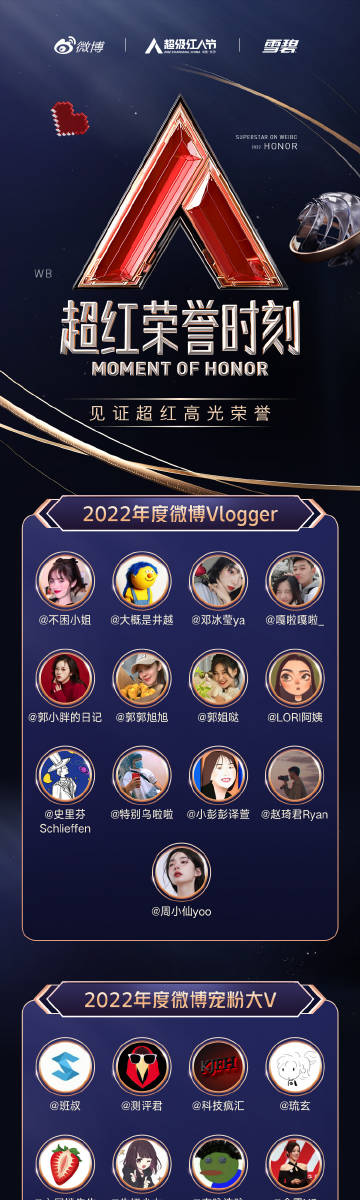 微博 超级红人节 雪碧
SUPERSTAR ON WEIBO
2022 HONOR
WB
超红荣誉时刻
MOMENT OF HONOR
见证超红高光荣誉
2022年度微博Vlogger
@不困小姐 @大概是井越 @邓冰莹ya @嘎啦嘎啦_
@郭小胖的日记 @郭郭旭旭 @郭姐哒 @LORI阿姨
@史里芬Schlieffen @特别乌啦啦 @小彭彭译萱 @赵琦君Ryan
@周小仙yoo
2022年度微博宠粉大V
@班叔 @测评君 @科技疯汇 @琉玄
KJFH